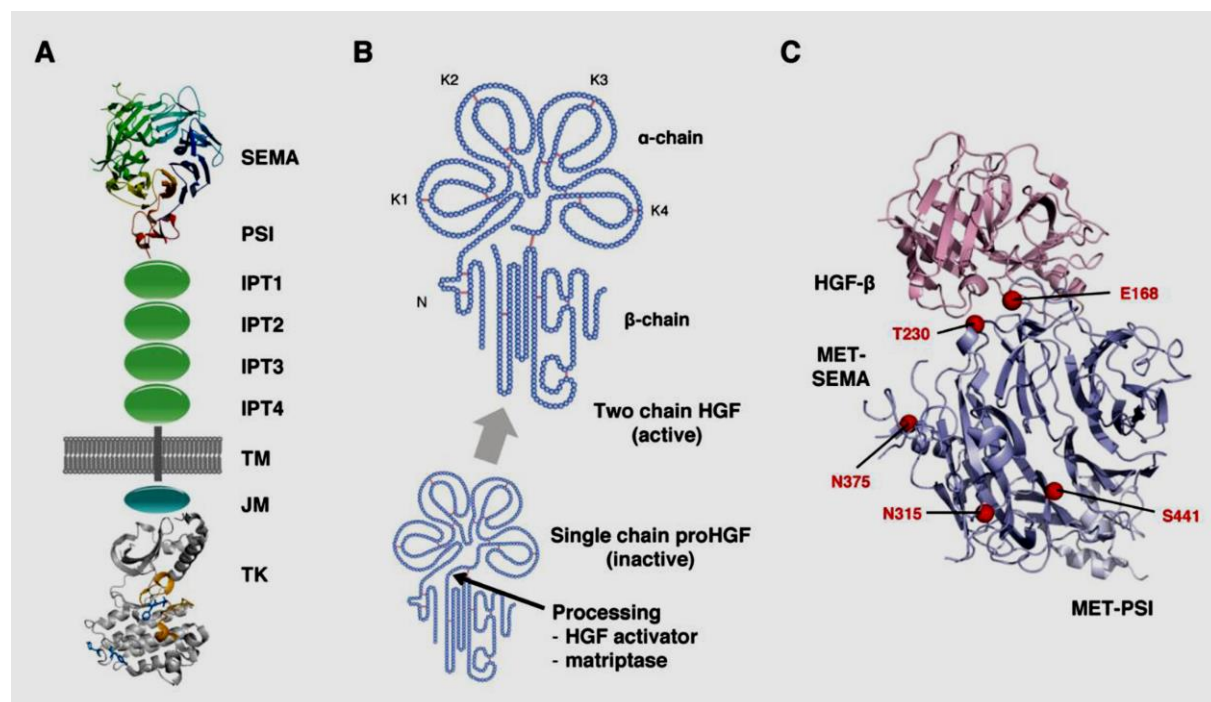 A
SEMA
PSI
IPT1
IPT2
IPT3
IPT4
TM
JM
TK
B
K2
K3
α-chain
K1
K4
N
β-chain
Two chain HGF
(active)
Single chain proHGF
(inactive)
Processing
- HGF activator
- matriptase
C
HGF-β
E168
T230
MET-
SEMA
N375
N315
S441
MET-PSI